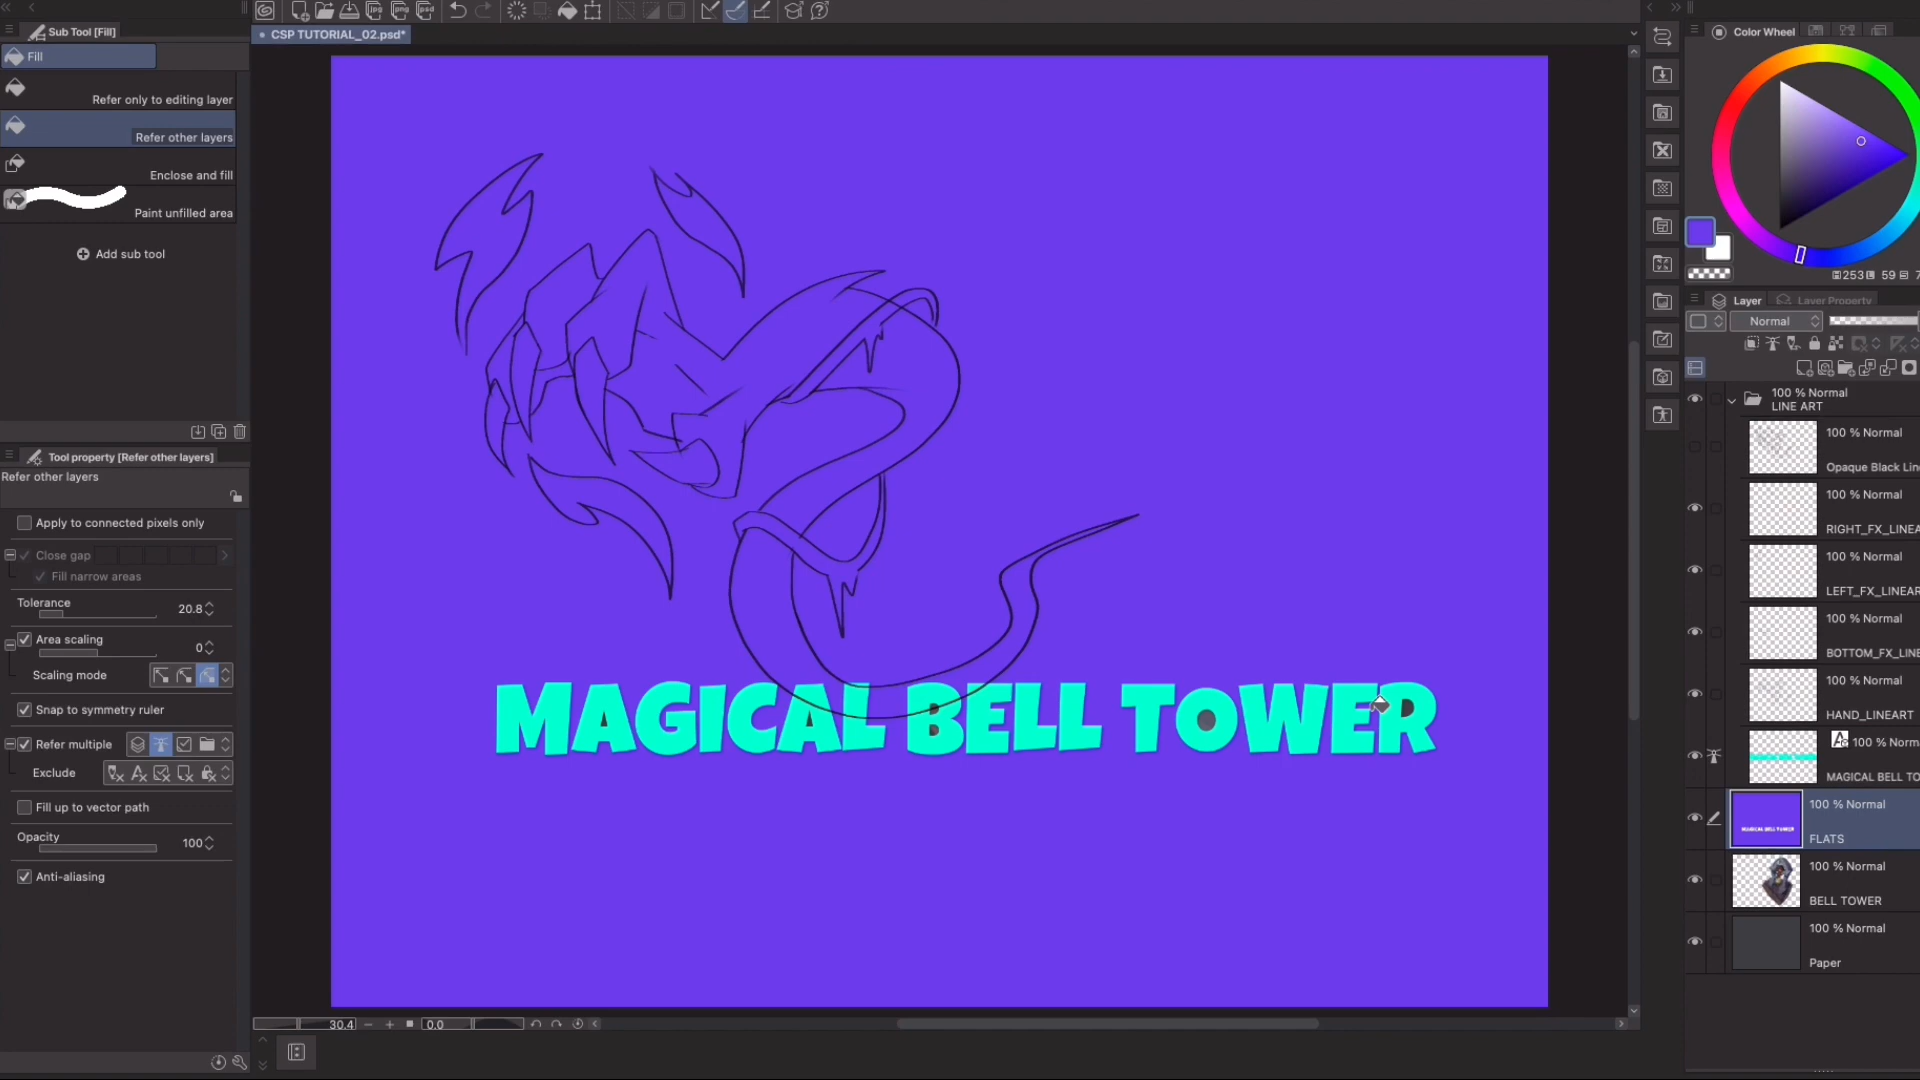 Sub Tool [Fill]
Fill
Refer only to editing layer
Refer other layers
Enclose and fill
Paint unfilled area
Add sub tool
Tool property [Refer other layers]
Refer other layers
Apply to connected pixels only
Close gap
Fill narrow areas
Tolerance 20.8
Area scaling 0
Scaling mode
Snap to symmetry ruler
Refer multiple
Exclude
Fill up to vector path
Opacity 100
Anti-aliasing
CSP TUTORIAL_02.psd*
MAGICAL BELL TOWER
30.4
0.0
Color Wheel
253 59 7
Layer
Layer Property
Normal
100 % Normal
LINE ART
100 % Normal
Opaque Black Lin
100 % Normal
RIGHT_FX_LINEA
100 % Normal
LEFT_FX_LINEAR
100 % Normal
BOTTOM_FX_LINE
100 % Normal
HAND_LINEART
100 % Norma
MAGICAL BELL TO
100 % Normal
FLATS
100 % Normal
BELL TOWER
100 % Normal
Paper